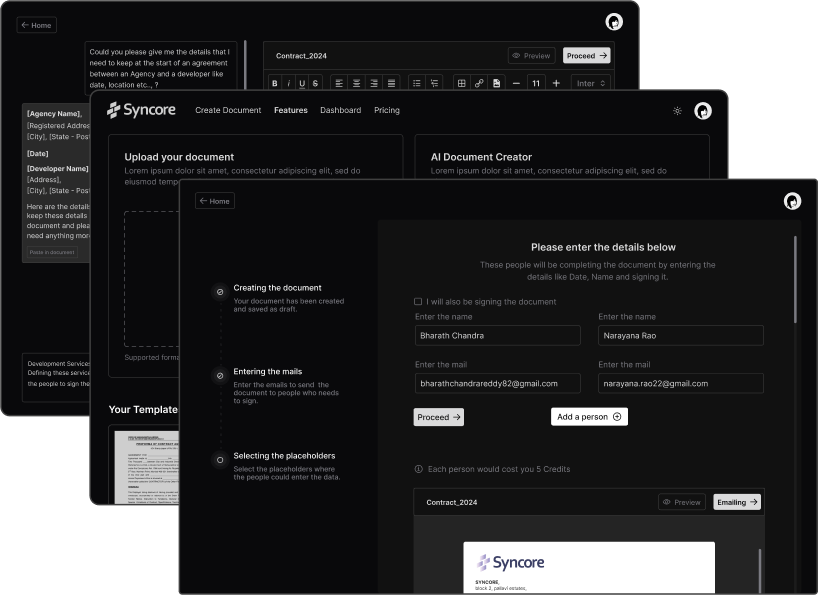 Home
Could you please give me the details that I
need to keep at the start of an agreement
between an Agency and a developer like
date, location etc.., ?
Contract_2024
Preview
Proceed
B i U S
11
Inter
[Agency Name],
[Registered Addres
[City], [State - Post
[Date]
[Developer Name]
[Address],
[City], [State - Post
Here are the details
keep these details
document and plea
need anything more
Paste in document
Development Services
Defining these service
the people to sign the
Syncore
Create Document
Features
Dashboard
Pricing
Upload your document
Lorem ipsum dolor sit amet, consectetur adipiscing elit, sed do
eiusmod temp
AI Document Creator
Lorem ipsum dolor sit amet, consectetur adipiscing elit, sed do
Supported forma
Your Template
Home
Creating the document
Your document has been created
and saved as draft.
Entering the mails
Enter the emails to send the
document to people who needs
to sign.
Selecting the placeholders
Select the placeholders where
the people could enter the data.
Please enter the details below
These people will be completing the document by entering the
details like Date, Name and signing it.
I will also be signing the document
Enter the name
Enter the name
Bharath Chandra
Narayana Rao
Enter the mail
Enter the mail
bharathchandrareddy82@gmail.com
narayana.rao22@gmail.com
Proceed
Add a person
Each person would cost you 5 Credits
Contract_2024
Preview
Emailing
Syncore
SYNCORE,
block 2, pallavi estates,